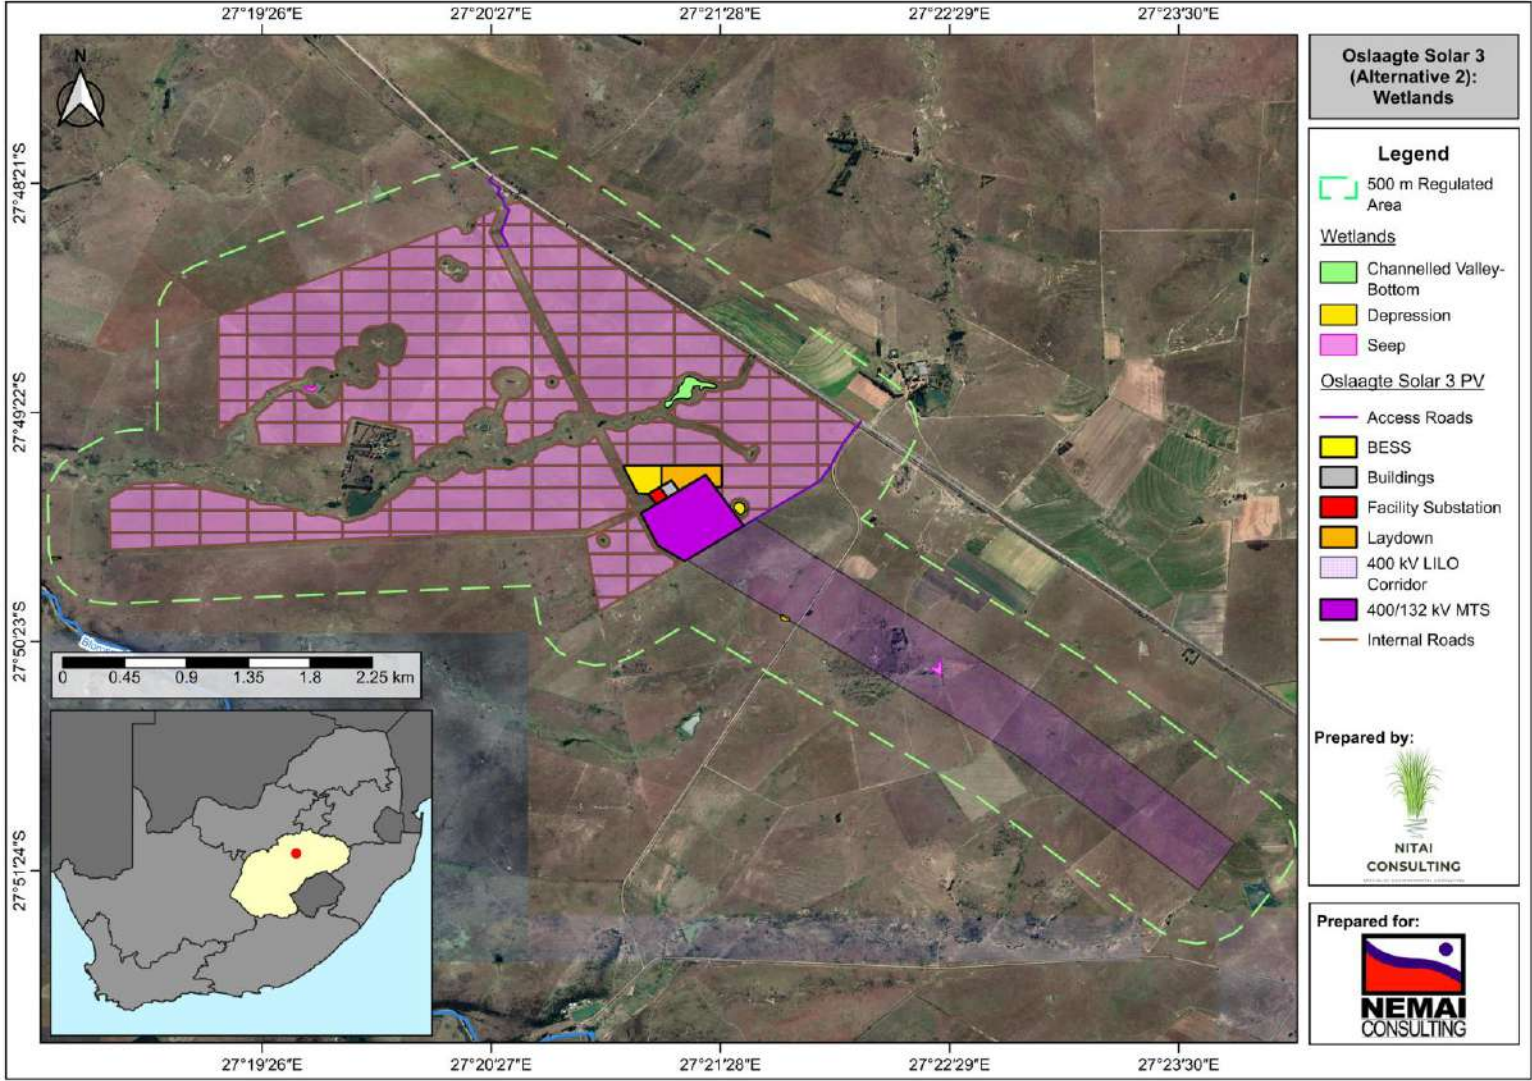 27°19'26"E
27°20'27"E
27°21'28"E
27°22'29"E
27°23'30"E
Oslaagte Solar 3
(Alternative 2):
Wetlands
N
27°48'21"S
27°49'22"S
27°50'23"S
27°51'24"S
Legend
500 m Regulated
Area
Wetlands
Channelled Valley-
Bottom
Depression
Seep
Oslaagte Solar 3 PV
Access Roads
BESS
Buildings
Facility Substation
Laydown
400 kV LILO
Corridor
400/132 kV MTS
Internal Roads
0 0.45 0.9 1.35 1.8 2.25 km
Prepared by:
NITAI
CONSULTING
Prepared for:
NEMAI
CONSULTING
27°19'26"E
27°20'27"E
27°21'28"E
27°22'29"E
27°23'30"E